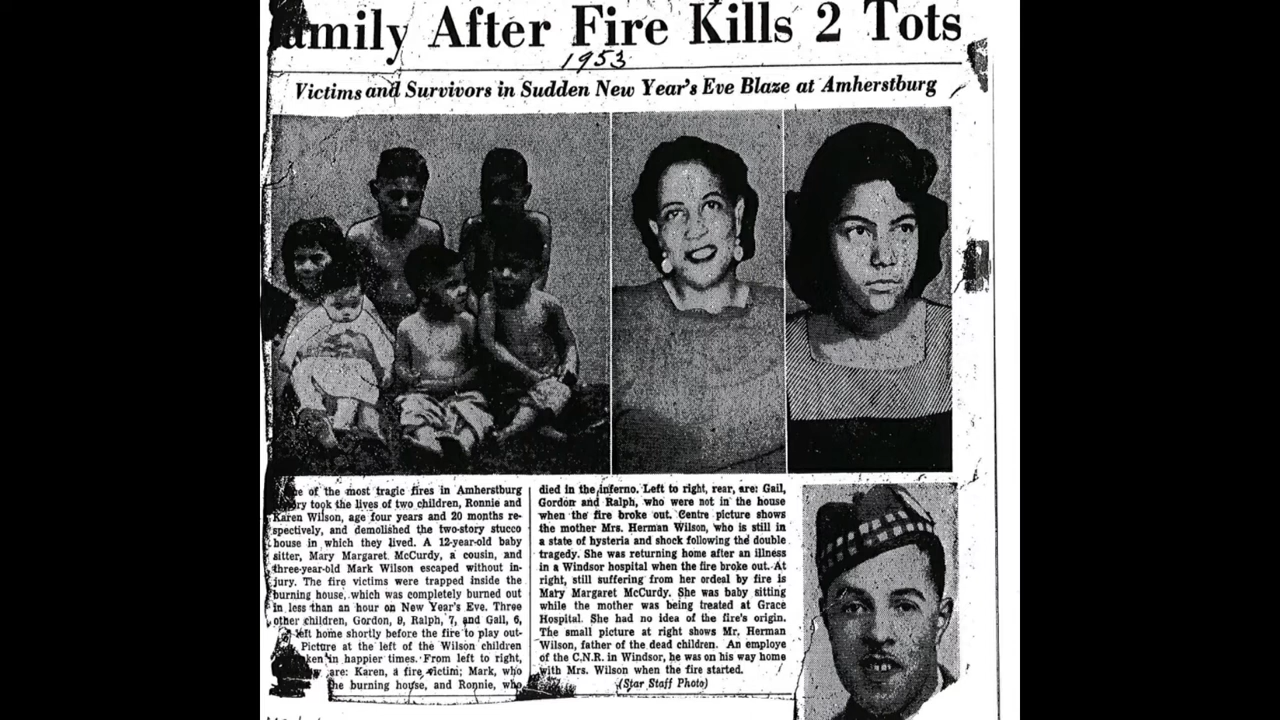 amily After Fire Kills 2 Tots
1953
Victims and Survivors in Sudden New Year's Eve Blaze at Amherstburg
e of the most tragic fires in Amherstburg
ry took the lives of two children, Ronnie and
Karen Wilson, age four years and 20 months re-
spectively, and demolished the two-story stucco
house in which they lived. A 12-year-old baby
sitter, Mary Margaret McCurdy, a cousin, and
three-year-old Mark Wilson escaped without in-
jury. The fire victims were trapped inside the
burning house, which was completely burned out
in less than an hour on New Year's Eve. Three
other children, Gordon, 9, Ralph, 7, and Gail, 6,
left home shortly before the fire to play out-
Picture at the left of the Wilson children
ken in happier times. From left to right,
are: Karen, a fire victim; Mark, who
the burning house, and Ronnie, who
died in the inferno. Left to right, rear, are: Gail,
Gordon and Ralph, who were not in the house
when the fire broke out. Centre picture shows
the mother Mrs. Herman Wilson, who is still in
a state of hysteria and shock following the double
tragedy. She was returning home after an illness
in a Windsor hospital when the fire broke out. At
right, still suffering from her ordeal by fire is
Mary Margaret McCurdy. She was baby sitting
while the mother was being treated at Grace
Hospital. She had no idea of the fire's origin.
The small picture at right shows Mr. Herman
Wilson, father of the dead children. An employe
of the C.N.R. in Windsor, he was on his way home
with Mrs. Wilson when the fire started.
(Star Staff Photo)